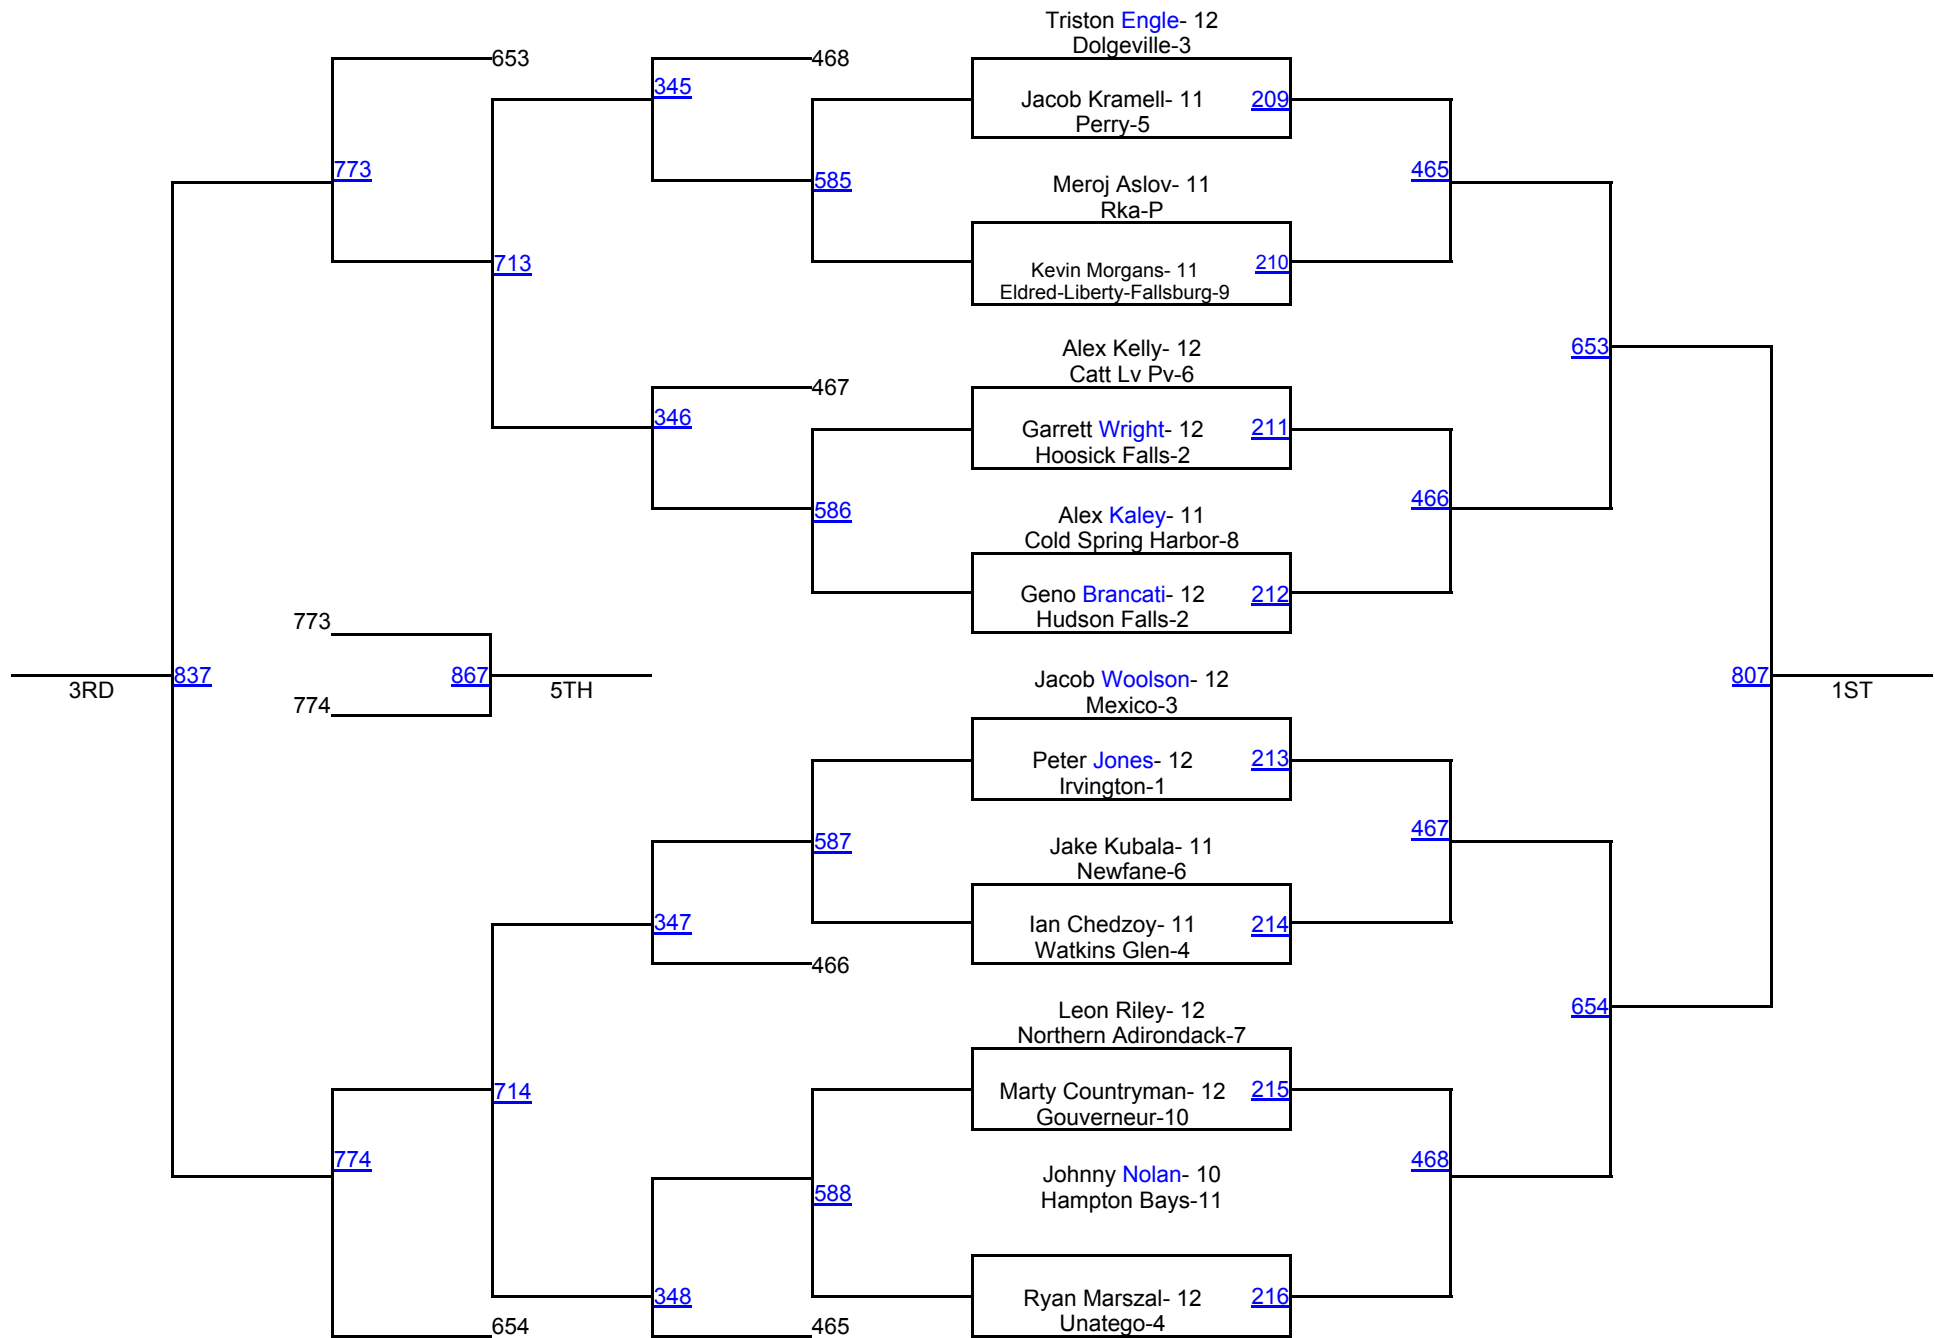 Triston Engle- 12
Dolgeville-3
653
468
345
Jacob Kramell- 11
209
Perry-5
773
585
Meroj Aslov- 11
465
Rka-P
713
Kevin Morgans- 11
210
Eldred-Liberty-Fallsburg-9
Alex Kelly- 12
653
Catt Lv Pv-6
467
346
Garrett Wright- 12
211
Hoosick Falls-2
586
Alex Kaley- 11
466
Cold Spring Harbor-8
Geno Brancati- 12
212
Hudson Falls-2
773
837
3RD
867
5TH
774
Jacob Woolson- 12
807
1ST
Mexico-3
Peter Jones- 12
213
Irvington-1
587
Jake Kubala- 11
467
Newfane-6
347
Ian Chedzoy- 11
214
Watkins Glen-4
466
Leon Riley- 12
654
Northern Adirondack-7
714
Marty Countryman- 12
215
Gouverneur-10
774
588
Johnny Nolan- 10
468
Hampton Bays-11
348
Ryan Marszal- 12
216
Unatego-4
654
465